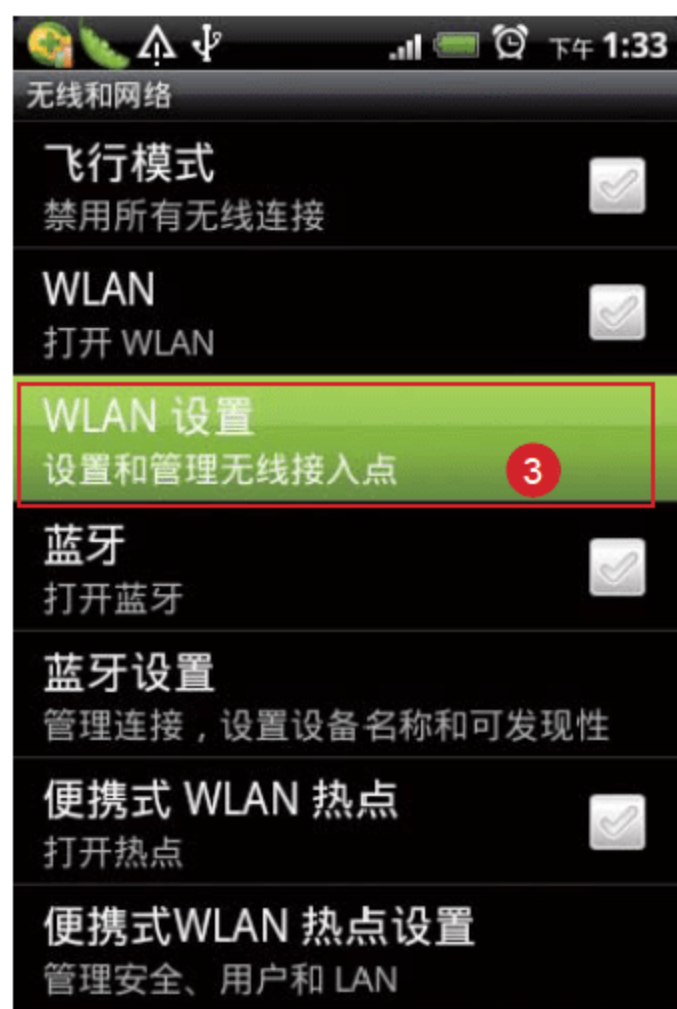 下午 1:33
无线和网络
飞行模式
禁用所有无线连接
WLAN
打开 WLAN
WLAN 设置
设置和管理无线接入点
3
蓝牙
打开蓝牙
蓝牙设置
管理连接，设置设备名称和可发现性
便携式 WLAN 热点
打开热点
便携式WLAN 热点设置
管理安全、用户和 LAN